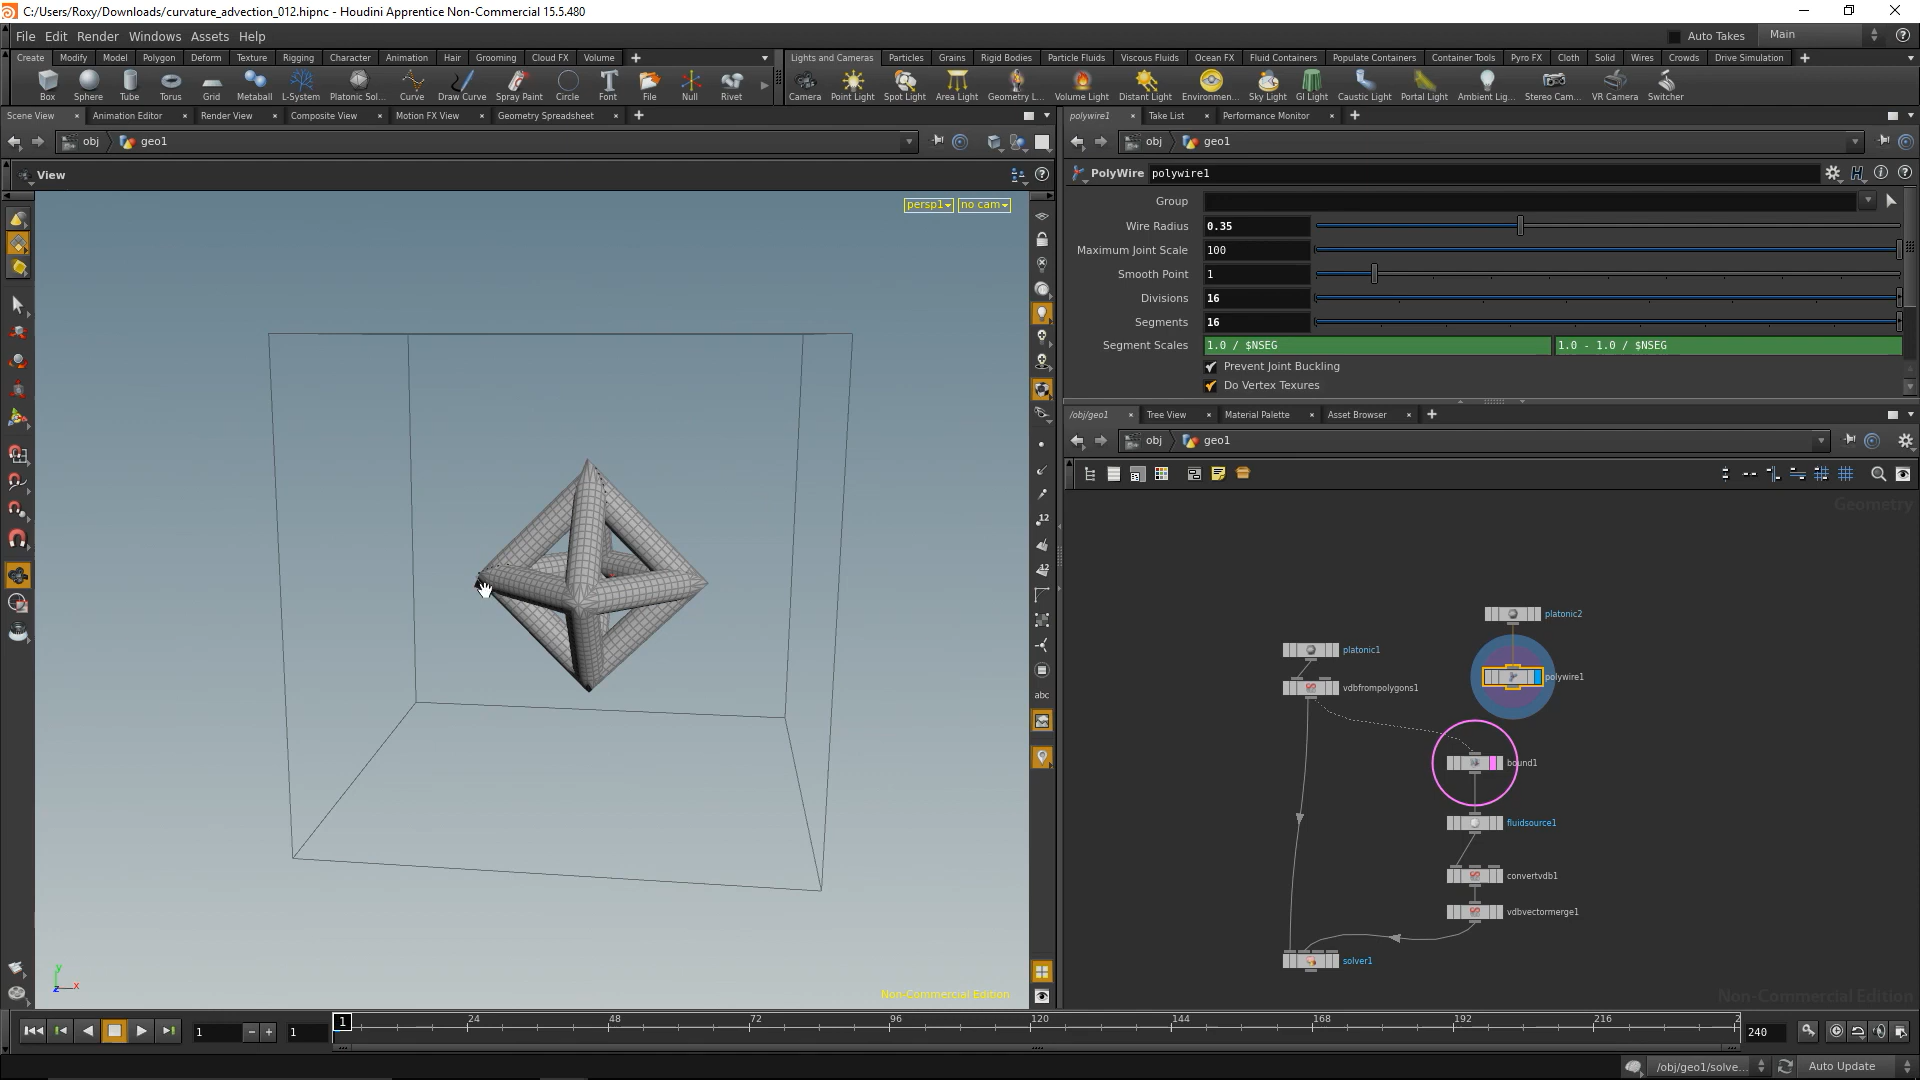 C:/Users/Roxy/Downloads/curvature_advection_012.hipnc - Houdini Apprentice Non-Commercial 15.5.480
File Edit Render Windows Assets Help
Auto Takes Main
Create Modify Model Polygon Deform Texture Rigging Character Animation Hair Grooming Cloud FX Volume
Lights and Cameras Particles Grains Rigid Bodies Particle Fluids Viscous Fluids Ocean FX Fluid Containers Populate Containers Container Tools Pyro FX Cloth Solid Wires Crowds Drive Simulation
Box Sphere Tube Torus Grid Metaball L-System Platonic Sol... Curve Draw Curve Spray Paint Circle Font File Null Rivet
Camera Point Light Spot Light Area Light Geometry L... Volume Light Distant Light Environmen... Sky Light GI Light Caustic Light Portal Light Ambient Lig... Stereo Cam... VR Camera Switcher
Scene View Animation Editor Render View Composite View Motion FX View Geometry Spreadsheet
polywire1 Take List Performance Monitor
obj geo1
obj geo1
View
persp1 no cam
PolyWire polywire1
Group
Wire Radius 0.35
Maximum Joint Scale 100
Smooth Point 1
Divisions 16
Segments 16
Segment Scales 1.0 / $NSEG 1.0 - 1.0 / $NSEG
Prevent Joint Buckling
Do Vertex Texures
/obj/geo1 Tree View Material Palette Asset Browser
obj geo1
Geometry
platonic2
platonic1
polywire1
vdbfrompolygons1
bound1
fluidsource1
convertvdb1
vdbvectormerge1
solver1
12
12
abc
y
z x
Non-Commercial Edition
Non-Commercial Edition
1 1 1 24 48 72 96 120 144 168 192 216 2 240
/obj/geo1/solve... Auto Update